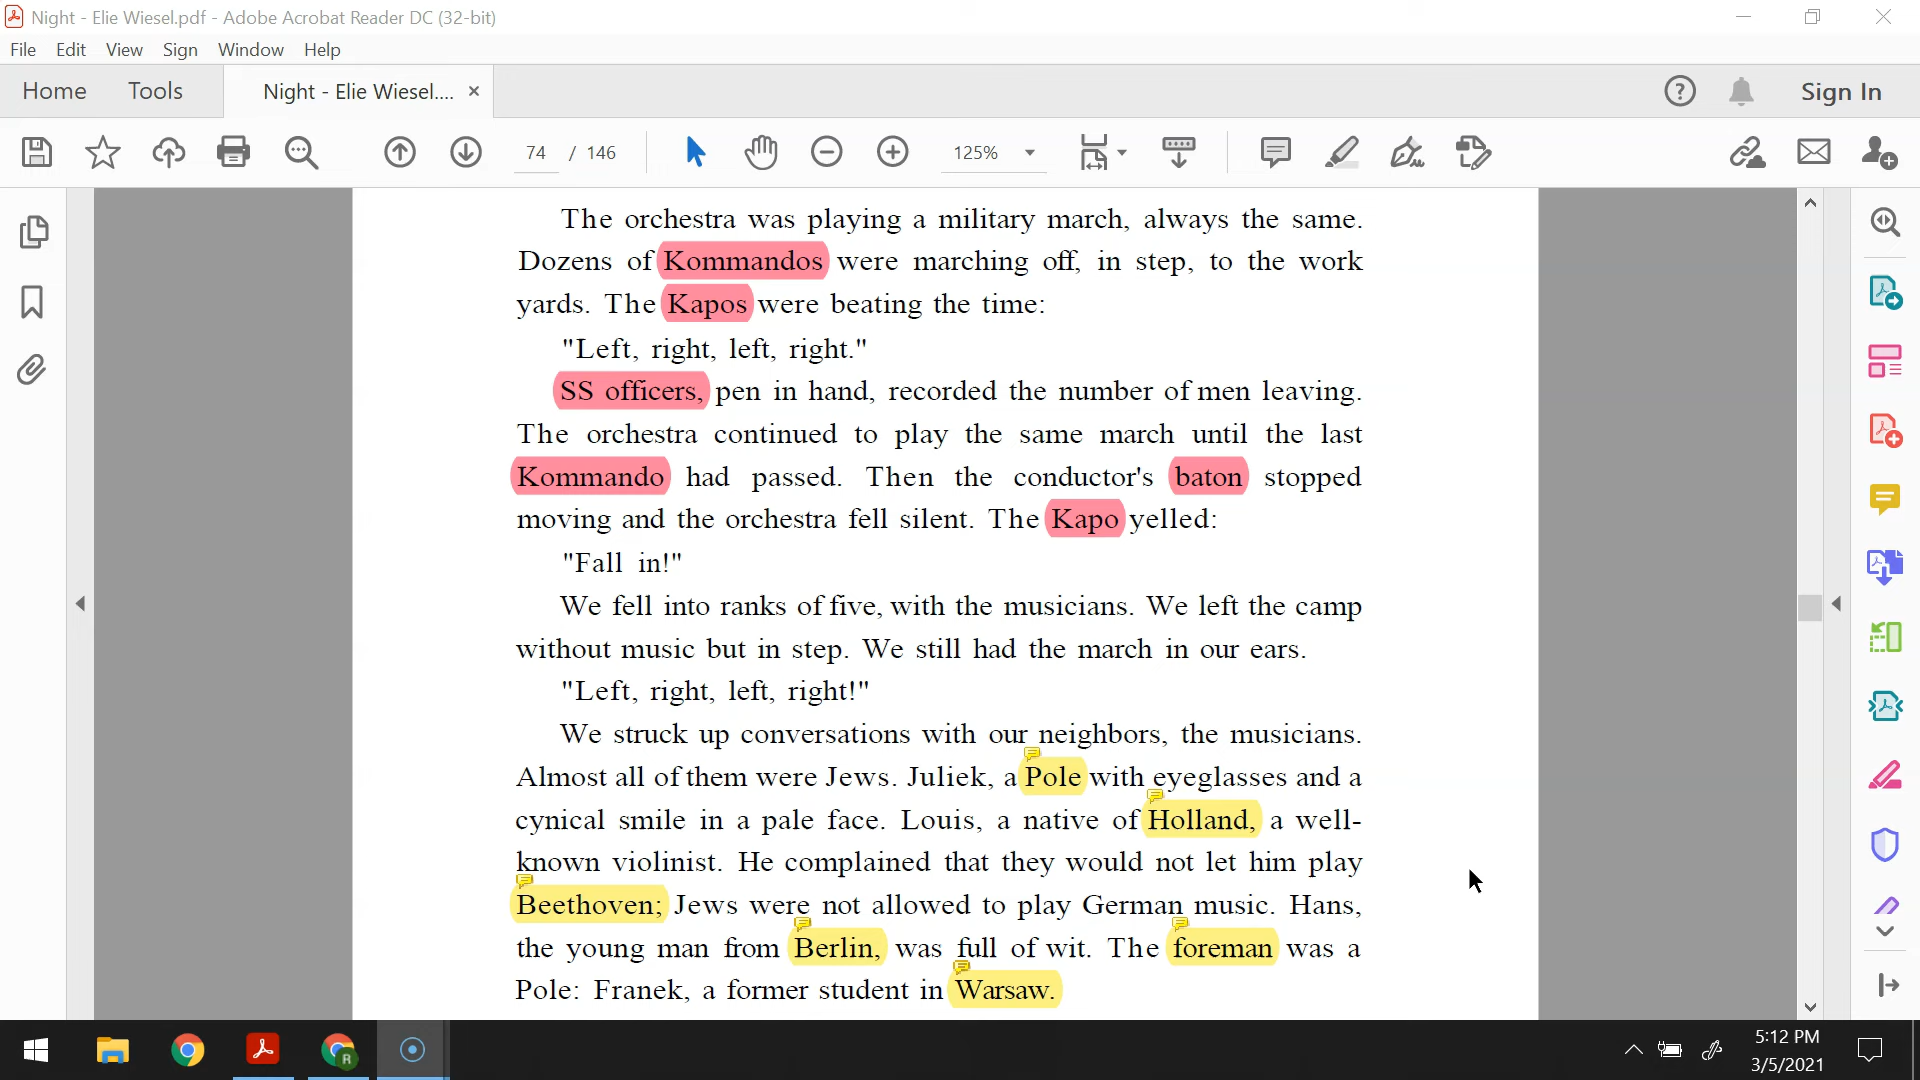 Night - Elie Wiesel.pdf - Adobe Acrobat Reader DC (32-bit)
File Edit View Sign Window Help
Home Tools Night - Elie Wiesel.... × Sign In
74 / 146 125%
The orchestra was playing a military march, always the same.
Dozens of Kommandos were marching off, in step, to the work
yards. The Kapos were beating the time:
"Left, right, left, right."
SS officers, pen in hand, recorded the number of men leaving.
The orchestra continued to play the same march until the last
Kommando had passed. Then the conductor's baton stopped
moving and the orchestra fell silent. The Kapo yelled:
"Fall in!"
We fell into ranks of five, with the musicians. We left the camp
without music but in step. We still had the march in our ears.
"Left, right, left, right!"
We struck up conversations with our neighbors, the musicians.
Almost all of them were Jews. Juliek, a Pole with eyeglasses and a
cynical smile in a pale face. Louis, a native of Holland, a well-
known violinist. He complained that they would not let him play
Beethoven; Jews were not allowed to play German music. Hans,
the young man from Berlin, was full of wit. The foreman was a
Pole: Franek, a former student in Warsaw.
R
5:12 PM
3/5/2021